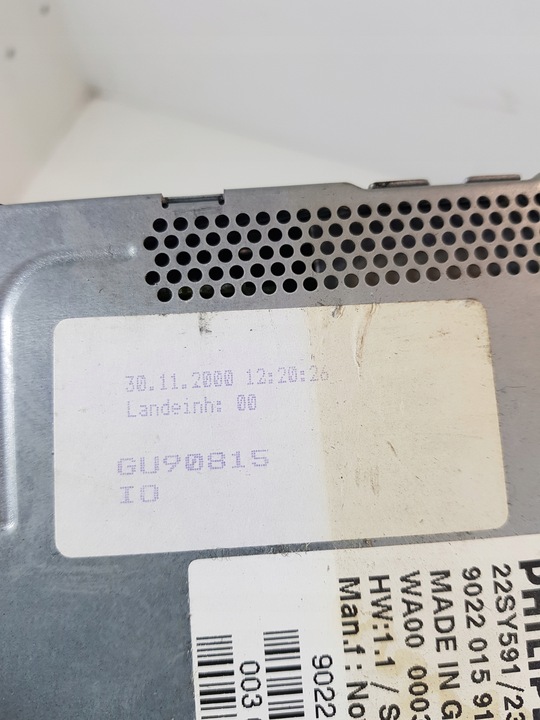 30.11.2000 12:20:26
Landeinh: 00
GU90815
IO
22SY591/23
9022 015 91
MADE IN G
WA00 000
HW:1.1 / S
Man.f: No
9022
003